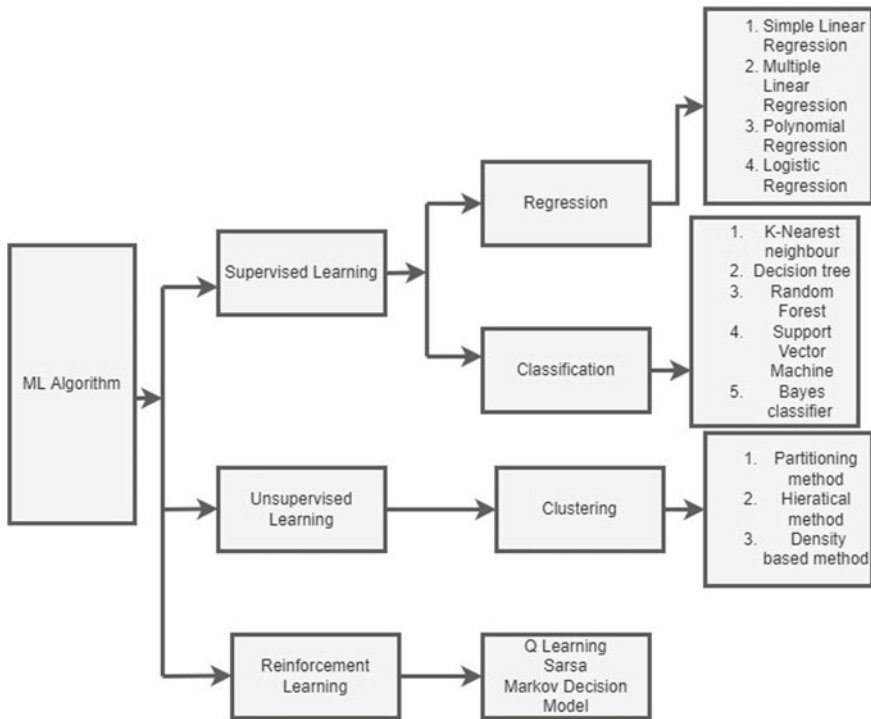 ML Algorithm
Supervised Learning
Regression
1. Simple Linear
Regression
2. Multiple
Linear
Regression
3. Polynomial
Regression
4. Logistic
Regression
Classification
1. K-Nearest
neighbour
2. Decision tree
3. Random
Forest
4. Support
Vector
Machine
5. Bayes
classifier
Unsupervised
Learning
Clustering
1. Partitioning
method
2. Hieratical
method
3. Density
based method
Reinforcement
Learning
Q Learning
Sarsa
Markov Decision
Model